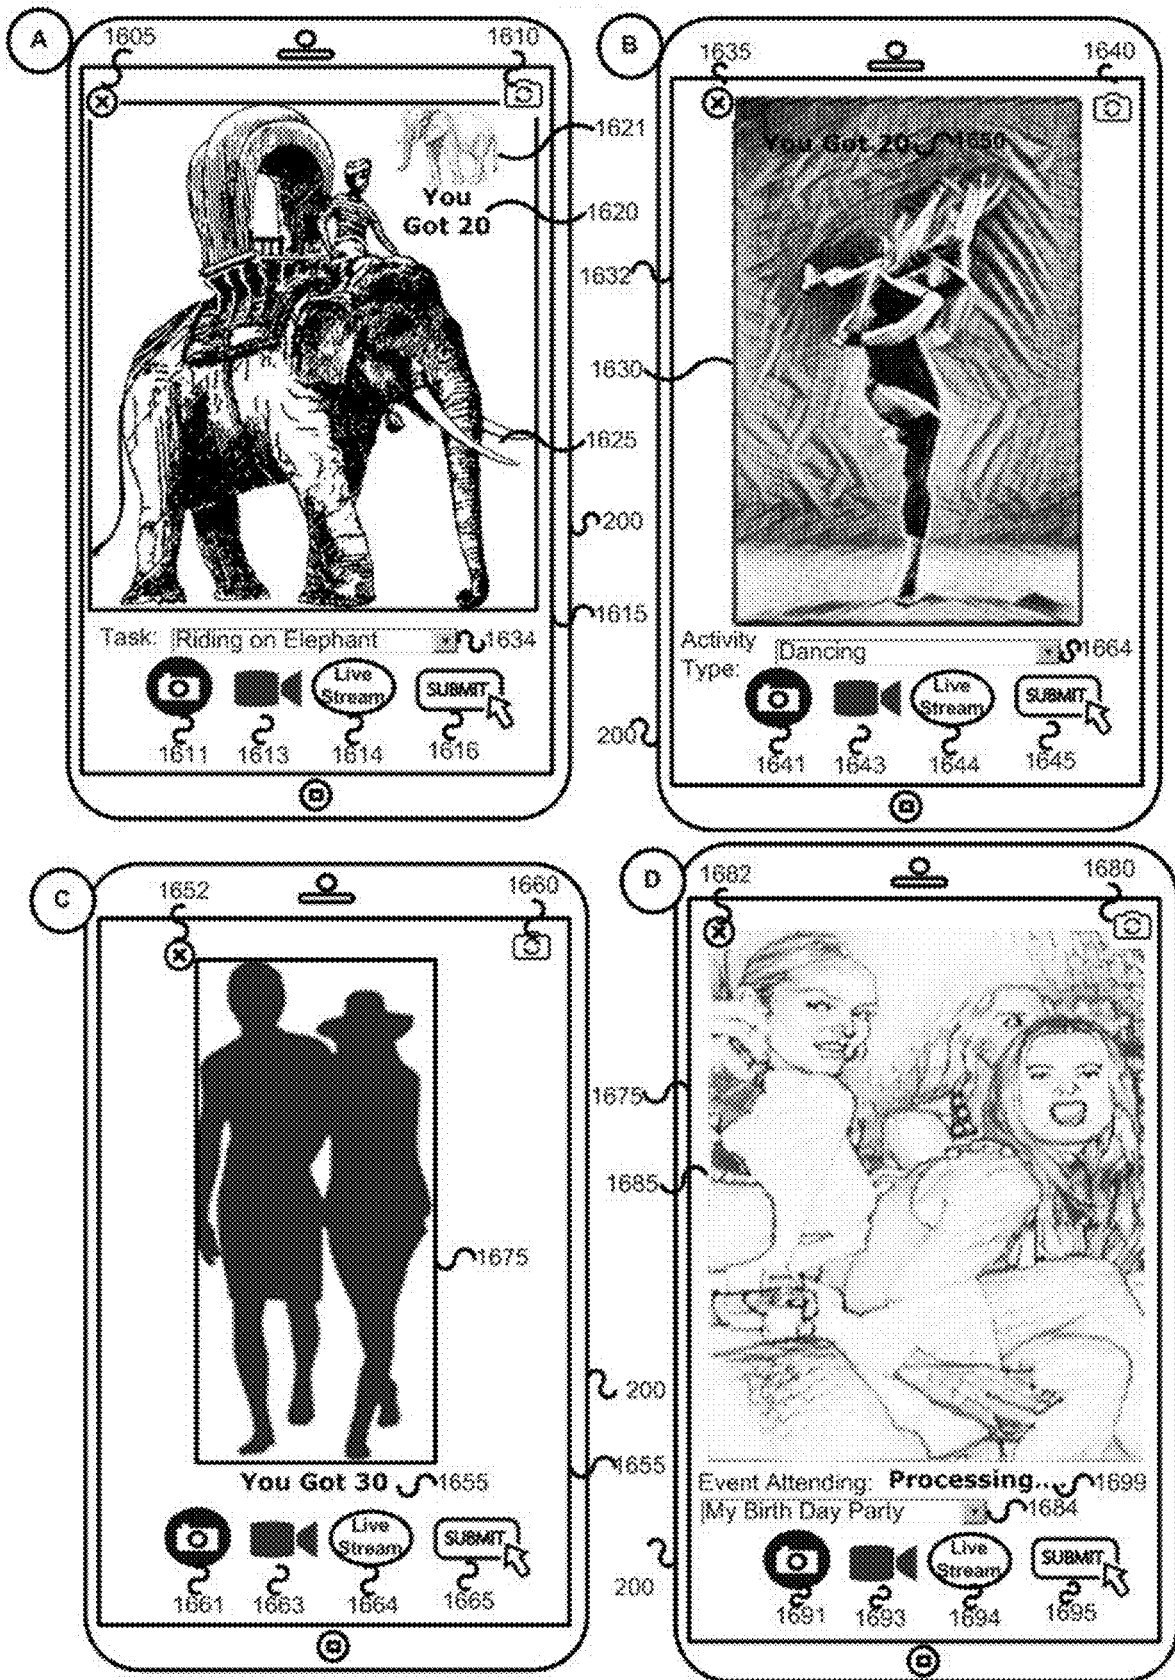 A
1605
1610
1621
You
Got 20
1620
1625
200
1615
Task: Riding on Elephant
1634
Live
Stream
SUBMIT
1611
1613
1614
1616
B
1635
1640
You Got 20
1650
1632
1630
Activity
Type:
Dancing
1664
Live
Stream
SUBMIT
200
1641
1643
1644
1645
C
1652
1660
1675
200
1655
You Got 30
1655
Live
Stream
SUBMIT
1661
1663
1664
1665
D
1682
1680
1675
1685
Event Attending: Processing...
1699
My Birth Day Party
1684
Live
Stream
SUBMIT
200
1691
1693
1694
1695